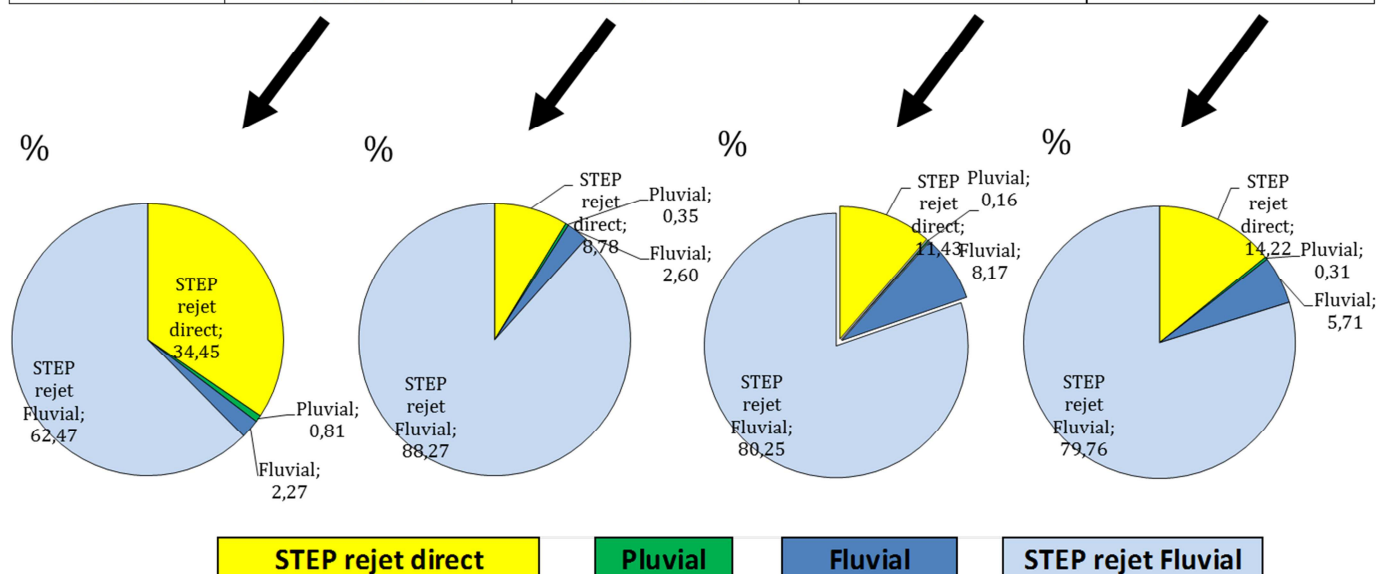 %
STEP
rejet
direct;
34,45
STEP
rejet
Fluvial;
62,47
Pluvial;
0,81
Fluvial;
2,27
%
STEP
rejet
direct;
8,78
Pluvial;
0,35
Fluvial;
2,60
STEP
rejet
Fluvial;
88,27
%
STEP
rejet
direct;
11,43
Pluvial;
0,16
Fluvial;
8,17
STEP
rejet
Fluvial;
80,25
%
STEP
rejet
direct;
14,22
Pluvial;
0,31
Fluvial;
5,71
STEP
rejet
Fluvial;
79,76
STEP rejet direct
Pluvial
Fluvial
STEP rejet Fluvial